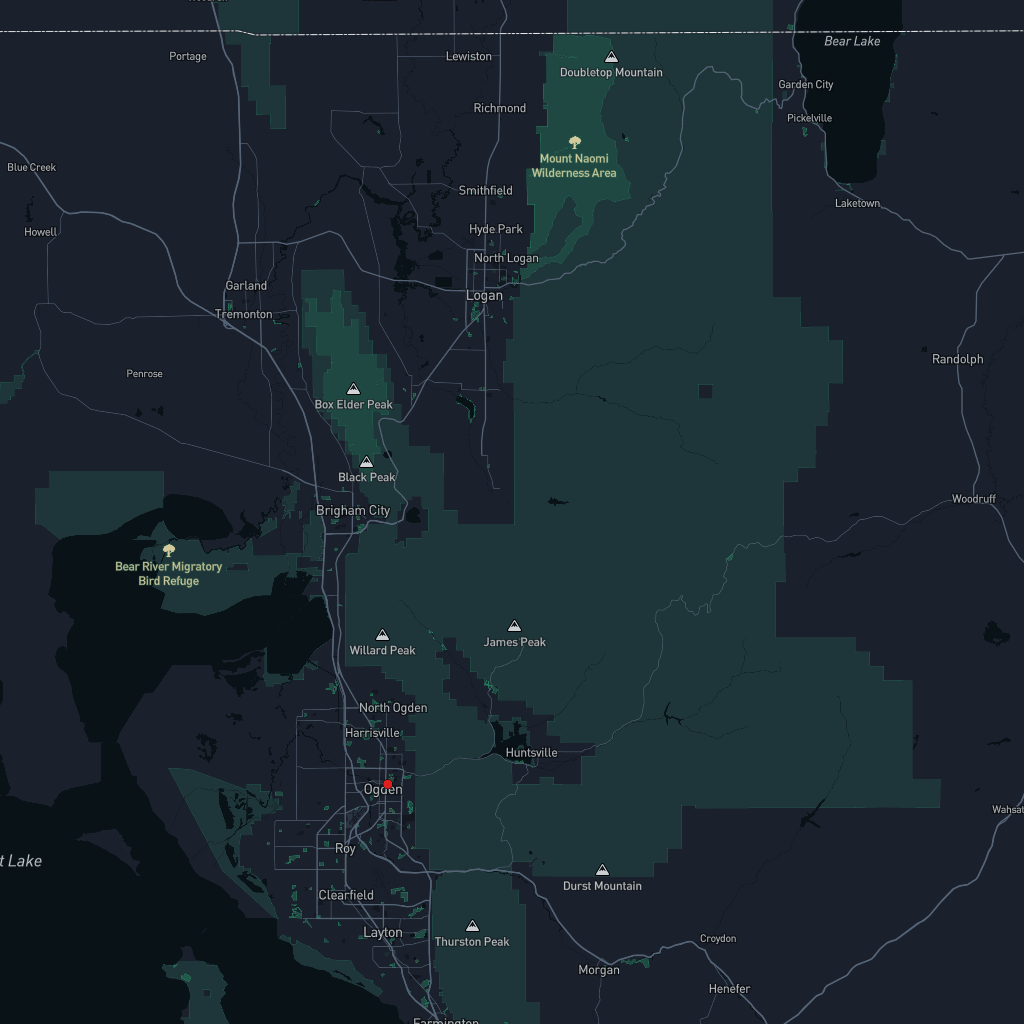 Bear Lake
Portage
Lewiston
Doubletop Mountain
Garden City
Richmond
Pickelville
Mount Naomi
Wilderness Area
Blue Creek
Smithfield
Laketown
Howell
Hyde Park
North Logan
Garland
Logan
Tremonton
Randolph
Penrose
Box Elder Peak
Black Peak
Woodruff
Brigham City
Bear River Migratory
Bird Refuge
James Peak
Willard Peak
North Ogden
Harrisville
Huntsville
Ogden
Wahsat
Roy
t Lake
Durst Mountain
Clearfield
Layton
Thurston Peak
Croydon
Morgan
Henefer
Farmington